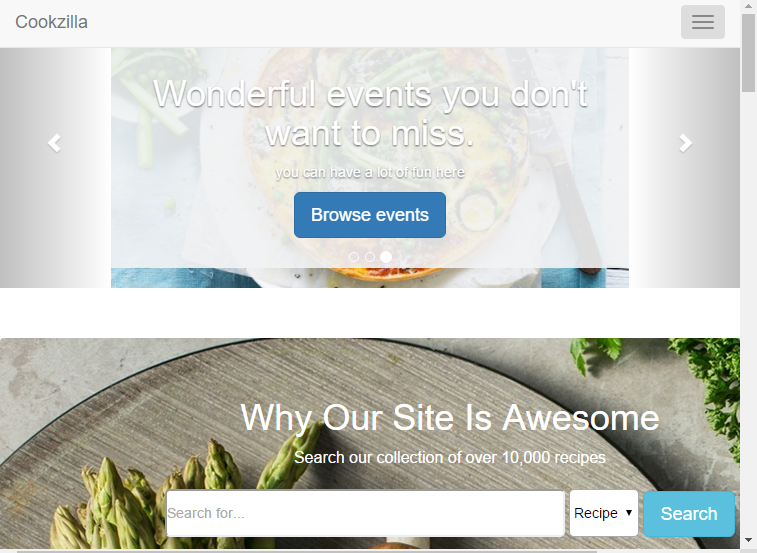 Cookzilla
Wonderful events you don't
want to miss.
you can have a lot of fun here
Browse events
Why Our Site Is Awesome
Search our collection of over 10,000 recipes
Search for...
Recipe
Search